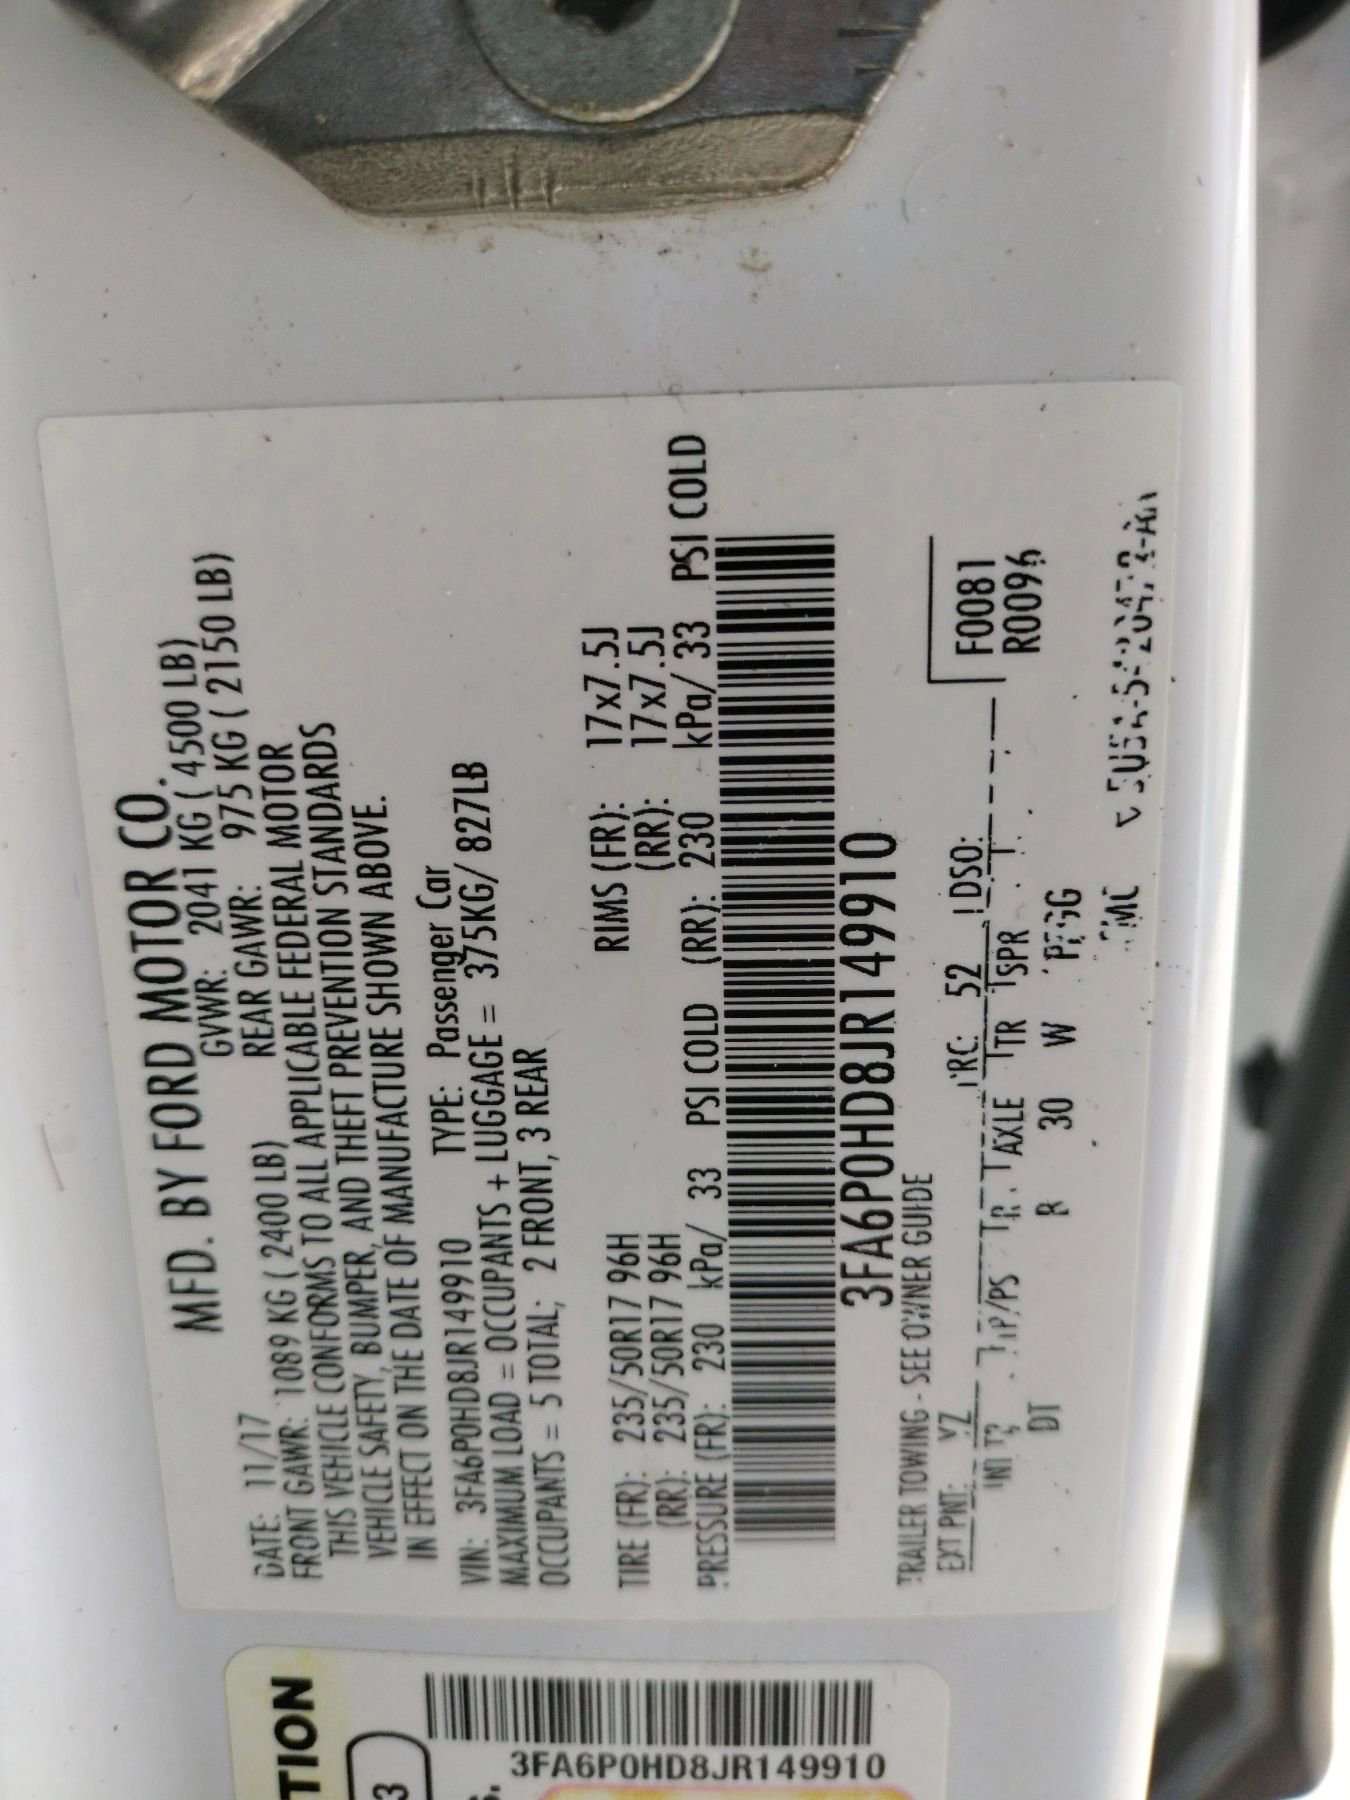 MFD. BY FORD MOTOR CO.
DATE: 11/17 GVWR: 2041 KG ( 4500 LB)
FRONT GAWR: 1089 KG ( 2400 LB) REAR GAWR: 975 KG ( 2150 LB)
THIS VEHICLE CONFORMS TO ALL APPLICABLE FEDERAL MOTOR
VEHICLE SAFETY, BUMPER, AND THEFT PREVENTION STANDARDS
IN EFFECT ON THE DATE OF MANUFACTURE SHOWN ABOVE.
VIN: 3FA6P0HD8JR149910 TYPE: Passenger Car
MAXIMUM LOAD = OCCUPANTS + LUGGAGE = 375KG/ 827LB
OCCUPANTS = 5 TOTAL; 2 FRONT, 3 REAR
TIRE (FR): 235/50R17 96H RIMS (FR): 17x7.5J
(RR): 235/50R17 96H (RR): 17x7.5J
PRESSURE (FR): 230 kPa/ 33 PSI COLD (RR): 230 kPa/ 33 PSI COLD
3FA6P0HD8JR149910
TRAILER TOWING - SEE OWNER GUIDE
EXT PNT: YZ RC: 52 DSO: F0081
INT TR TP/PS R AXLE TR SPR R0096
DT B 30 W
TION
3FA6P0HD8JR149910
3